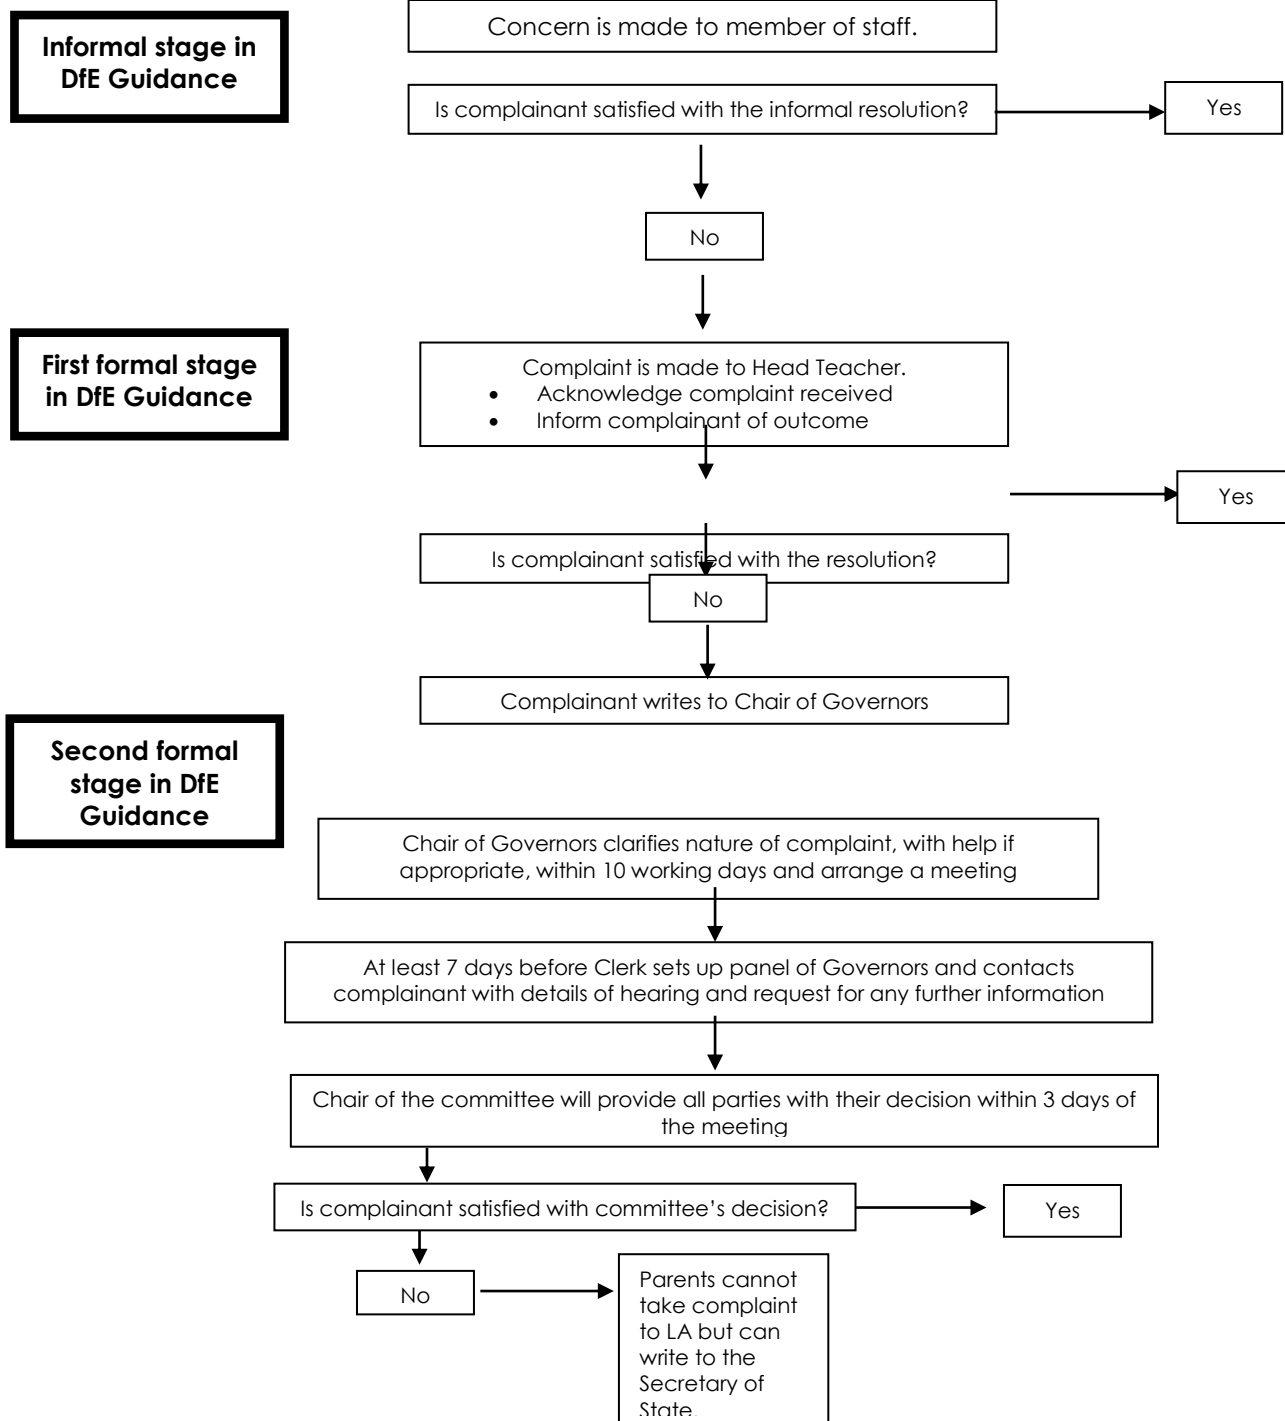 Concern is made to member of staff.
Informal stage in
DfE Guidance
Is complainant satisfied with the informal resolution?
Yes
No
First formal stage
in DfE Guidance
Complaint is made to Head Teacher.
• Acknowledge complaint received
• Inform complainant of outcome
Yes
Is complainant satisfied with the resolution?
No
Complainant writes to Chair of Governors
Second formal
stage in DfE
Guidance
Chair of Governors clarifies nature of complaint, with help if
appropriate, within 10 working days and arrange a meeting
At least 7 days before Clerk sets up panel of Governors and contacts
complainant with details of hearing and request for any further information
Chair of the committee will provide all parties with their decision within 3 days of
the meeting
Is complainant satisfied with committee's decision?
Yes
No
Parents cannot
take complaint
to LA but can
write to the
Secretary of
State.